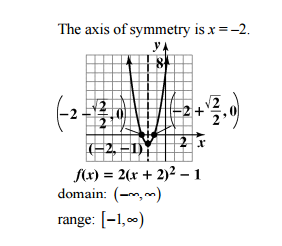 The axis of symmetry is x = –2.
y
8
(–2 – √2/2, 0) (–2 + √2/2, 0)
(–2, –1) 2 x
f(x) = 2(x + 2)² – 1
domain: (–∞, ∞)
range: [–1, ∞)